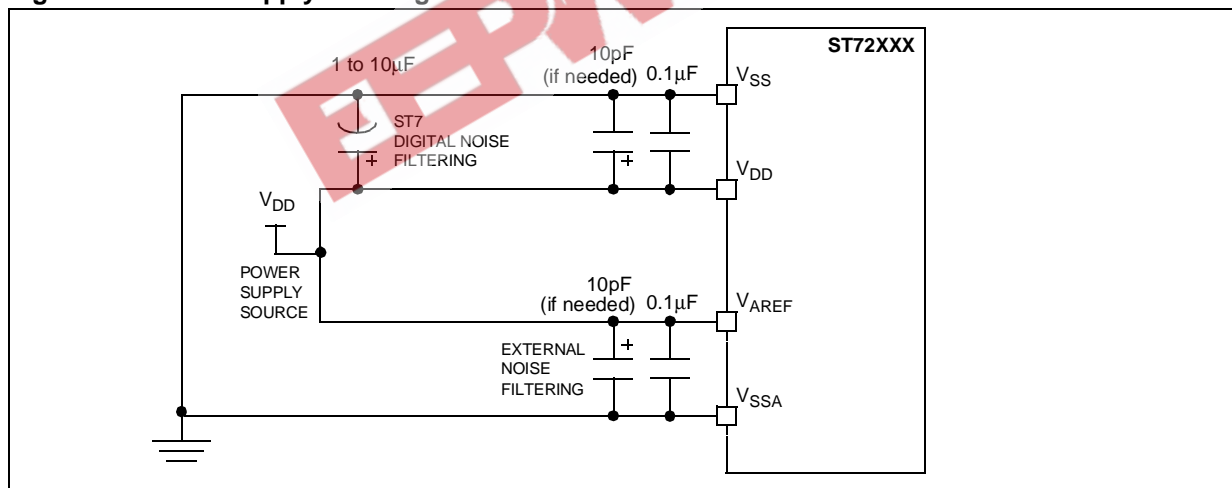 ST72XXX
10pF
(if needed) 0.1μF
1 to 10μF
VSS
ST7
DIGITAL NOISE
+ FILTERING
+
VDD
VDD
POWER
SUPPLY
SOURCE
10pF
(if needed) 0.1μF
VAREF
+
EXTERNAL
NOISE
FILTERING
VSSA